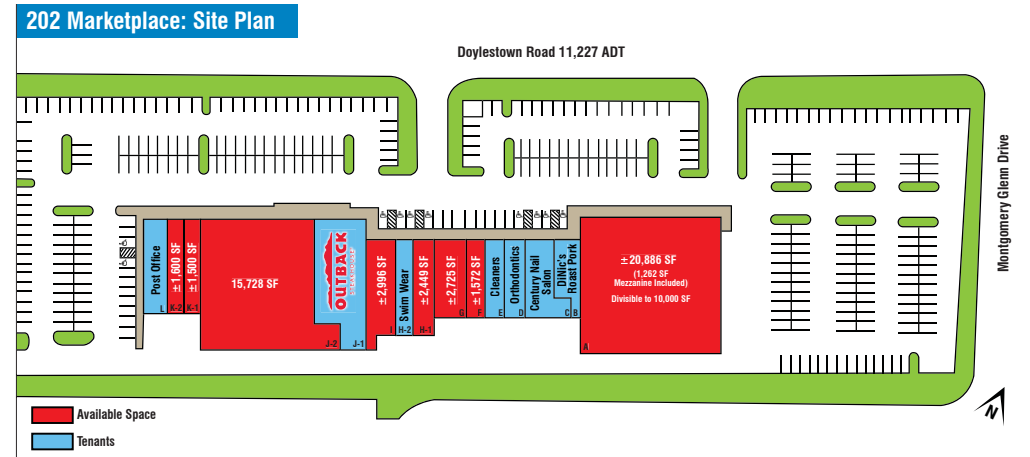 202 Marketplace: Site Plan
Doylestown Road 11,227 ADT
Montgomery Glenn Drive
Post Office
L
±1,600 SF
K-2
±1,500 SF
K-1
15,728 SF
J-2
OUTBACK
STEAKHOUSE
J-1
±2,996 SF
I
Swim Wear
H-2
±2,449 SF
H-1
±2,725 SF
G
±1,572 SF
F
Cleaners
E
Orthodontics
D
Century Nail
Salon
C
DiNic's
Roast Pork
B
±20,886 SF
(1,262 SF
Mezzanine Included)
Divisible to 10,000 SF
A
Available Space
Tenants
N